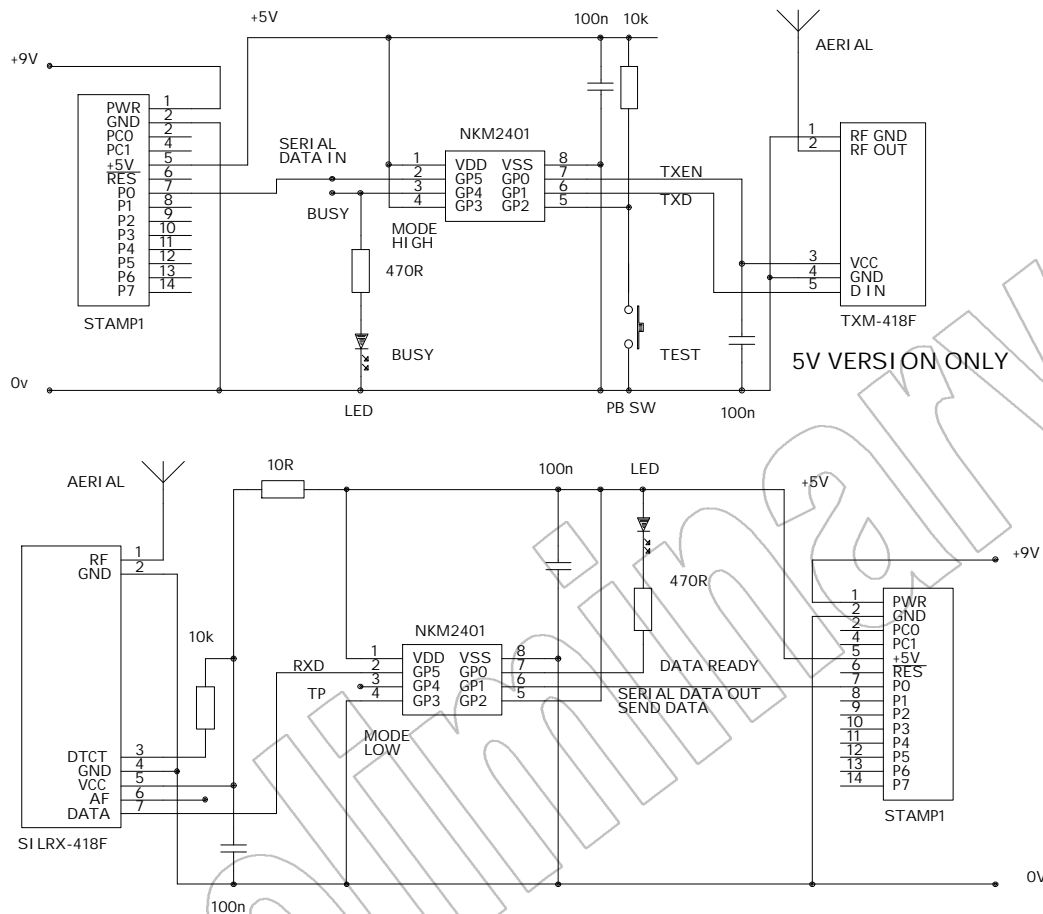 +5V
100n 10k
AERIAL
+9V
PWR 1
GND 2
PC0 2
PC1 4
+5V 5
RES 6
P0 7
P1 8
P2 9
P3 10
P4 11
P5 12
P6 13
P7 14
STAMP1
SERIAL
DATA IN
BUSY
NKM2401
1 VDD VSS 8
2 GP5 GP0 7
3 GP4 GP1 6
4 GP3 GP2 5
MODE
HIGH
TXEN
TXD
470R
BUSY
LED
TEST
PB SW
100n
1 RF GND
2 RF OUT
3 VCC
4 GND
5 D IN
TXM-418F
5V VERSION ONLY
0v
AERIAL
10R
100n
LED
+5V
+9V
RF 1
GND 2
10k
DTCT 3
GND 4
VCC 5
AF 6
DATA 7
SILRX-418F
100n
RXD
TP
NKM2401
1 VDD VSS 8
2 GP5 GP0 7
3 GP4 GP1 6
4 GP3 GP2 5
MODE
LOW
470R
DATA READY
SERIAL DATA OUT
SEND DATA
1 PWR
2 GND
2 PC0
4 PC1
5 +5V
6 RES
7 P0
8 P1
9 P2
10 P3
11 P4
12 P5
13 P6
14 P7
STAMP1
0V
preliminary